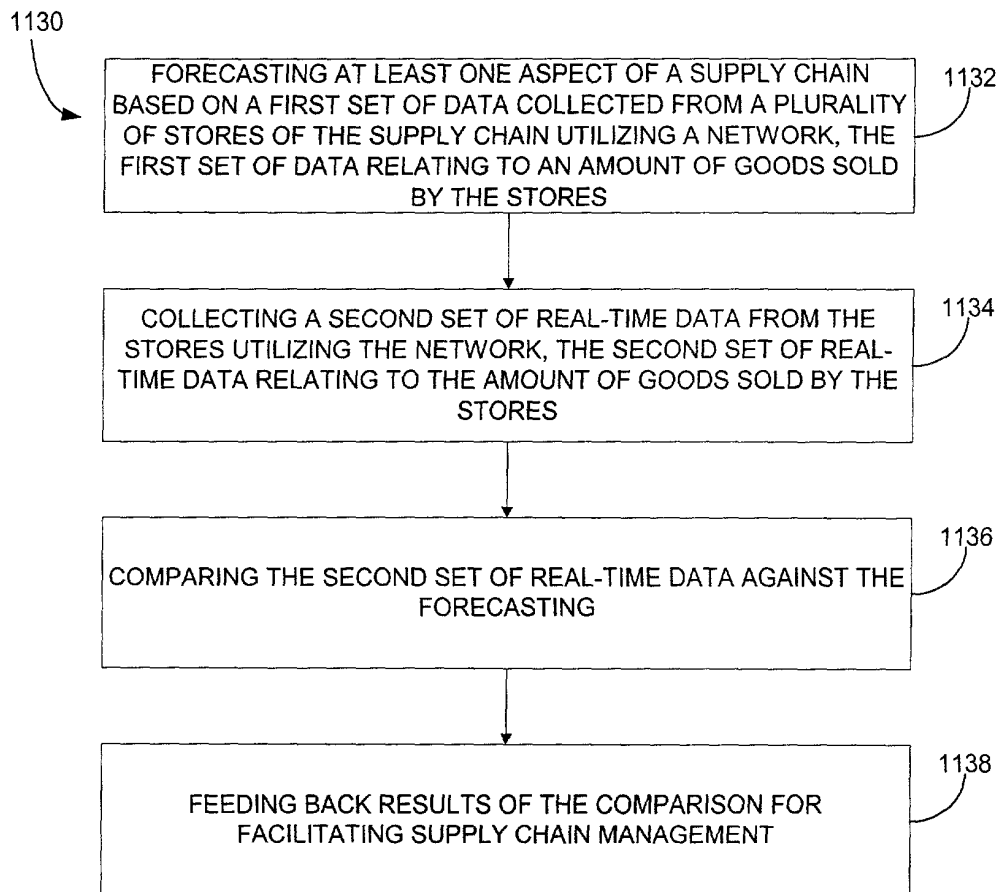 1130
FORECASTING AT LEAST ONE ASPECT OF A SUPPLY CHAIN
BASED ON A FIRST SET OF DATA COLLECTED FROM A PLURALITY
OF STORES OF THE SUPPLY CHAIN UTILIZING A NETWORK, THE
FIRST SET OF DATA RELATING TO AN AMOUNT OF GOODS SOLD
BY THE STORES
1132
COLLECTING A SECOND SET OF REAL-TIME DATA FROM THE
STORES UTILIZING THE NETWORK, THE SECOND SET OF REAL-
TIME DATA RELATING TO THE AMOUNT OF GOODS SOLD BY THE
STORES
1134
COMPARING THE SECOND SET OF REAL-TIME DATA AGAINST THE
FORECASTING
1136
FEEDING BACK RESULTS OF THE COMPARISON FOR
FACILITATING SUPPLY CHAIN MANAGEMENT
1138